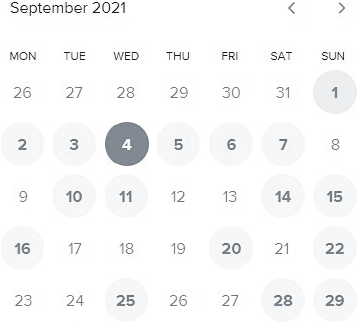 September 2021
MON TUE WED THU FRI SAT SUN
26 27 28 29 30 31 1
2 3 4 5 6 7 8
9 10 11 12 13 14 15
16 17 18 19 20 21 22
23 24 25 26 27 28 29